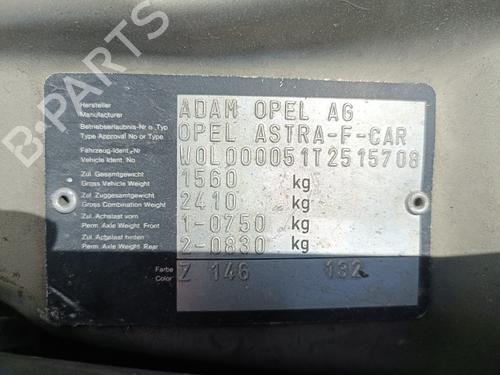 Hersteller
Manufacturer
ADAM OPEL AG
Betriebserlaubnis-Nr o. Typ
Type Approval No or Type
OPEL ASTRA-F-CAR
Fahrzeug-Ident. Nr
Vehicle Ident. No
W0L000051T2515708
Zul. Gesamtgewicht
Gross Vehicle Weight
1560 kg
Zul. Zuggesamtgewicht
Gross Combination Weight
2410 kg
Zul. Achslast vorn
Perm. Axle Weight Front
1-0750 kg
Zul. Achslast hinten
Perm. Axle Weight Rear
2-0830 kg
Farbe
Color
Z 146 132
B-PARTS